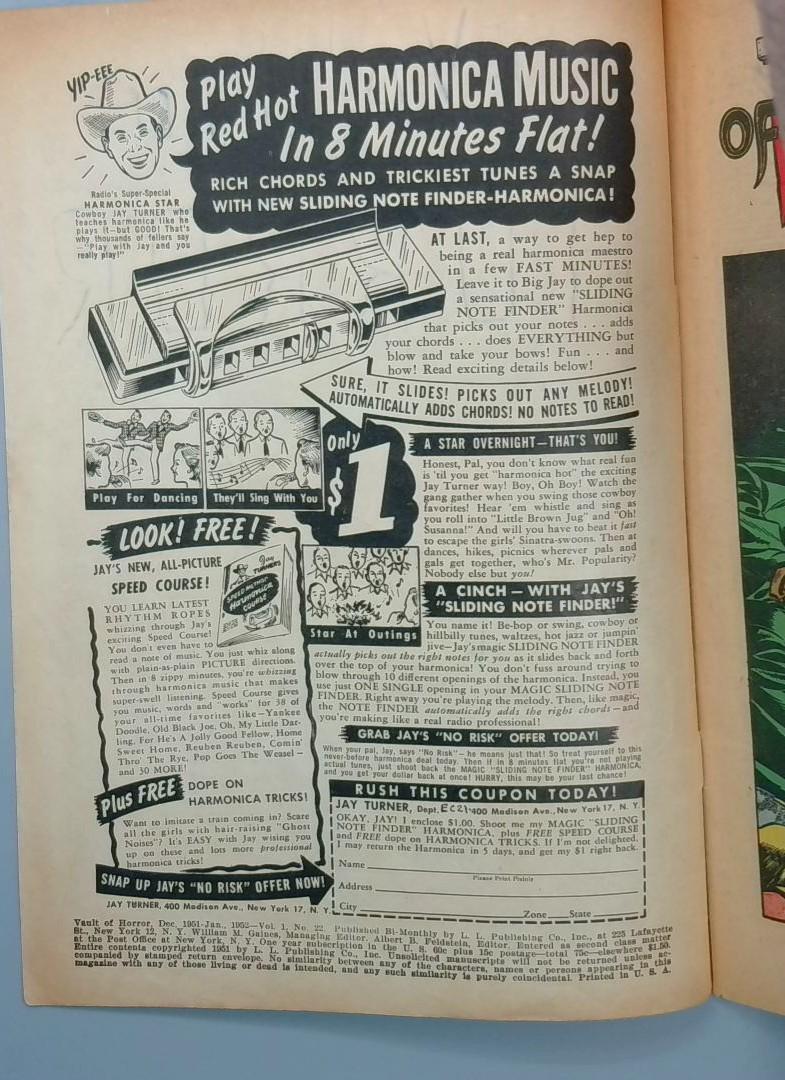 YIP-EEE
Play
Red Hot HARMONICA MUSIC
In 8 Minutes Flat!
RICH CHORDS AND TRICKIEST TUNES A SNAP
WITH NEW SLIDING NOTE FINDER-HARMONICA!
Radio's Super-Special
HARMONICA STAR
Cowboy JAY TURNER who
teaches harmonica like he
plays it—but GOOD! That's
why thousands of fellers say
—"Play with Jay and you
really play!"
AT LAST, a way to get hep to
being a real harmonica maestro
in a few FAST MINUTES!
Leave it to Big Jay to dope out
a sensational new "SLIDING
NOTE FINDER" Harmonica
that picks out your notes . . . adds
your chords . . . does EVERYTHING but
blow and take your bows! Fun . . . and
how! Read exciting details below!
SURE, IT SLIDES! PICKS OUT ANY MELODY!
AUTOMATICALLY ADDS CHORDS! NO NOTES TO READ!
Play For Dancing
They'll Sing With You
Only
$1
A STAR OVERNIGHT—THAT'S YOU!
Honest, Pal, you don't know what real fun
is 'til you get "harmonica hot" the exciting
Jay Turner way! Boy, Oh Boy! Watch the
gang gather when you swing those cowboy
favorites! Hear 'em whistle and sing as
you roll into "Little Brown Jug" and "Oh!
Susanna!" And will you have to beat it fast
to escape the girls' Sinatra-swoons. Then at
dances, hikes, picnics wherever pals and
gals get together, who's Mr. Popularity?
Nobody else but you!
LOOK! FREE!
JAY'S NEW, ALL-PICTURE
SPEED COURSE!
Jay
TURNER'S
SPEED METHOD
Harmonica
COURSE
YOU LEARN LATEST
RHYTHM ROPES
whizzing through Jay's
exciting Speed Course!
You don't even have to
read a note of music. You just whiz along
with plain-as-plain PICTURE directions.
Then in 8 zippy minutes, you're whizzing
through harmonica music that makes
super-swell listening. Speed Course gives
you music, words and "works" for 38 of
your all-time favorites like—Yankee
Doodle, Old Black Joe, Oh, My Little Dar-
ling, For He's A Jolly Good Fellow, Home
Sweet Home, Reuben Reuben, Comin'
Thro' The Rye, Pop Goes The Weasel—
and 30 MORE!
Star At Outings
A CINCH—WITH JAY'S
"SLIDING NOTE FINDER!"
You name it! Be-bop or swing, cowboy or
hillbilly tunes, waltzes, hot jazz or jumpin'
jive—Jay's magic SLIDING NOTE FINDER
actually picks out the right notes for you as it slides back and forth
over the top of your harmonica! You don't fuss around trying to
blow through 10 different openings of the harmonica. Instead, you
use just ONE SINGLE opening in your MAGIC SLIDING NOTE
FINDER. Right away you're playing the melody. Then, like magic,
the NOTE FINDER automatically adds the right chords—and
you're making like a real radio professional!
Plus FREE
DOPE ON
HARMONICA TRICKS!
Want to imitate a train coming in? Scare
all the girls with hair-raising "Ghost
Noises"? It's EASY with Jay wising you
up on these and lots more professional
harmonica tricks!
SNAP UP JAY'S "NO RISK" OFFER NOW!
JAY TURNER, 400 Madison Ave., New York 17, N. Y.
GRAB JAY'S "NO RISK" OFFER TODAY!
When your pal, Jay, says "No Risk"—he means just that! So treat yourself to this
never-before harmonica deal today. Then if in 8 minutes flat you're not playing
actual tunes, just shoot back the MAGIC "SLIDING NOTE FINDER" HARMONICA,
and you get your dollar back at once! HURRY, this may be your last chance!
RUSH THIS COUPON TODAY!
JAY TURNER, Dept. EC21·400 Madison Ave., New York 17, N. Y.
OKAY, JAY! I enclose $1.00. Shoot me my MAGIC "SLIDING
NOTE FINDER" HARMONICA, plus FREE SPEED COURSE
and FREE dope on HARMONICA TRICKS. If I'm not delighted,
I may return the Harmonica in 5 days, and get my $1 right back.
Name
Please Print Plainly
Address
City Zone State
Vault of Horror, Dec. 1951-Jan., 1952—Vol. 1, No. 22. Published Bi-Monthly by L. L. Publishing Co., Inc., at 225 Lafayette
St., New York 12, N. Y. William M. Gaines, Managing Editor. Albert B. Feldstein, Editor. Entered as second class matter
at the Post Office at New York, N. Y. One year subscription in the U. S. 60c plus 15c postage—total 75c—elsewhere $1.50.
Entire contents copyrighted 1951 by L. L. Publishing Co., Inc. Unsolicited manuscripts will not be returned unless ac-
companied by stamped return envelope. No similarity between any of the characters, names or persons appearing in this
magazine with any of those living or dead is intended, and any such similarity is purely coincidental. Printed in U. S. A.
OF